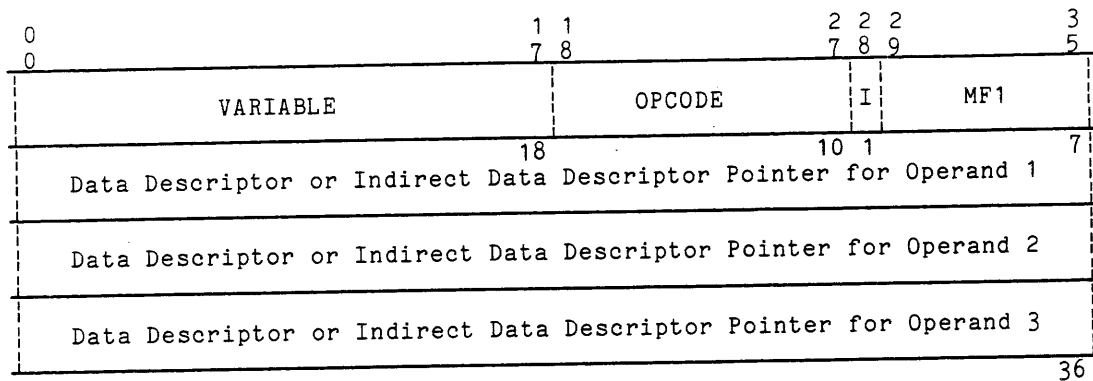 0 1 1 2 2 2 3
0 7 8 7 8 9 5
VARIABLE OPCODE I MF1
18 10 1 7
Data Descriptor or Indirect Data Descriptor Pointer for Operand 1
Data Descriptor or Indirect Data Descriptor Pointer for Operand 2
Data Descriptor or Indirect Data Descriptor Pointer for Operand 3
36